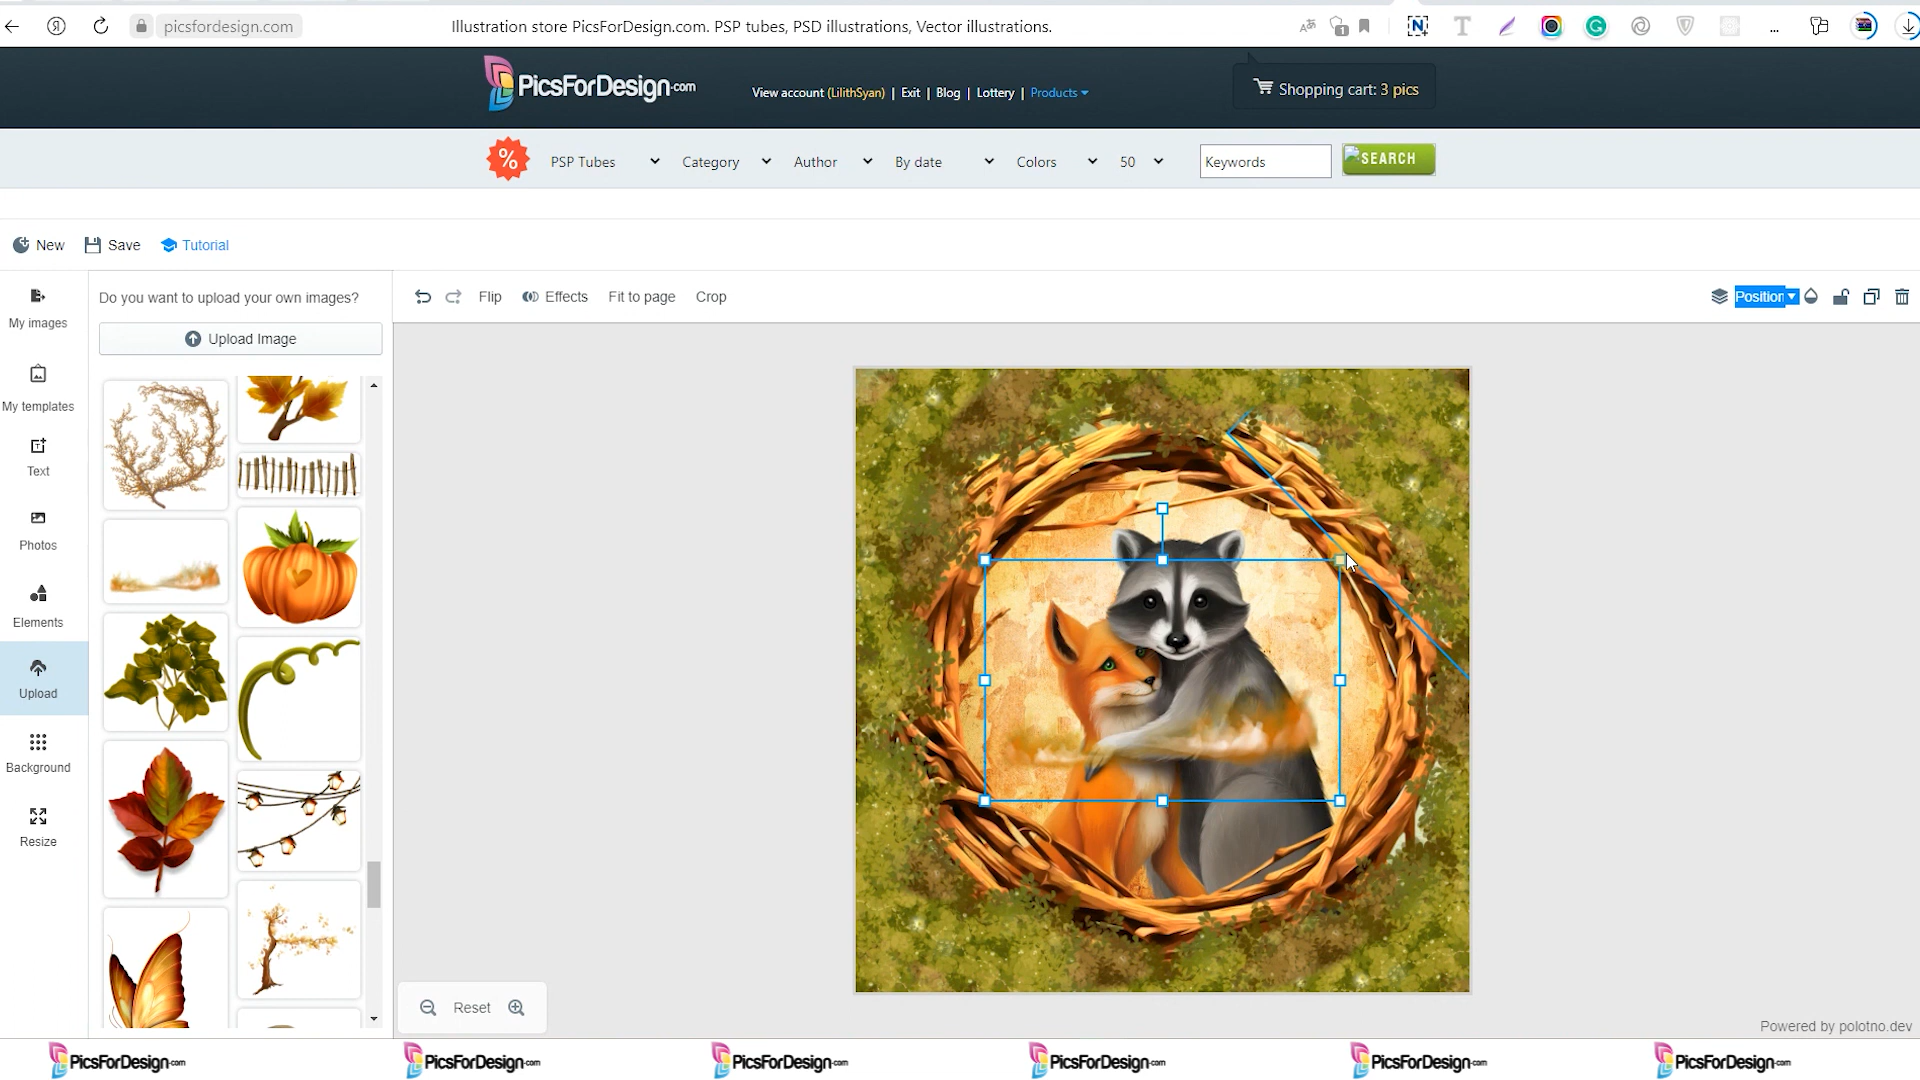 picsfordesign.com
Illustration store PicsForDesign.com. PSP tubes, PSD illustrations, Vector illustrations.
PicsForDesign.com
View account (LilithSyan) | Exit | Blog | Lottery | Products
Shopping cart: 3 pics
%
PSP Tubes
Category
Author
By date
Colors
50
Keywords
SEARCH
New
Save
Tutorial
My images
My templates
Text
Photos
Elements
Upload
Background
Resize
Do you want to upload your own images?
Upload Image
Flip
Effects
Fit to page
Crop
Position
Reset
Powered by polotno.dev
PicsForDesign.com
PicsForDesign.com
PicsForDesign.com
PicsForDesign.com
PicsForDesign.com
PicsForDesign.com